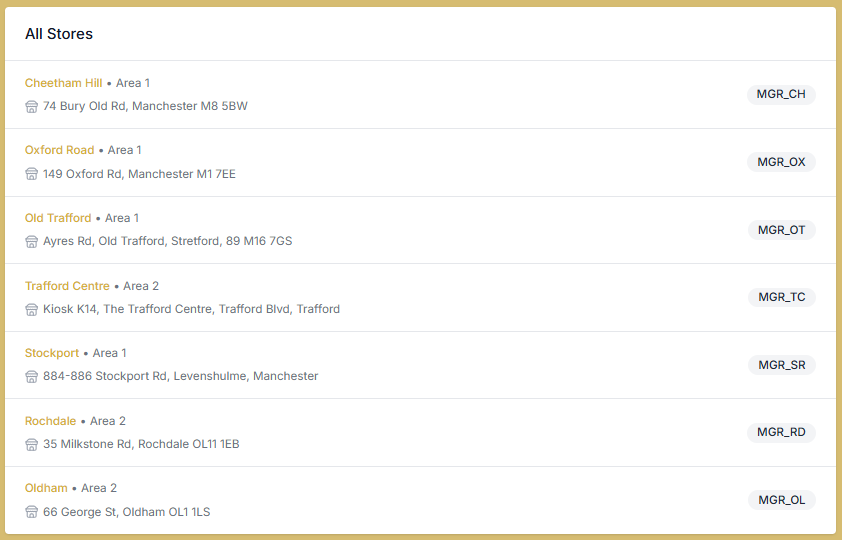 All Stores
Cheetham Hill • Area 1
74 Bury Old Rd, Manchester M8 5BW
MGR_CH
Oxford Road • Area 1
149 Oxford Rd, Manchester M1 7EE
MGR_OX
Old Trafford • Area 1
Ayres Rd, Old Trafford, Stretford, 89 M16 7GS
MGR_OT
Trafford Centre • Area 2
Kiosk K14, The Trafford Centre, Trafford Blvd, Trafford
MGR_TC
Stockport • Area 1
884-886 Stockport Rd, Levenshulme, Manchester
MGR_SR
Rochdale • Area 2
35 Milkstone Rd, Rochdale OL11 1EB
MGR_RD
Oldham • Area 2
66 George St, Oldham OL1 1LS
MGR_OL